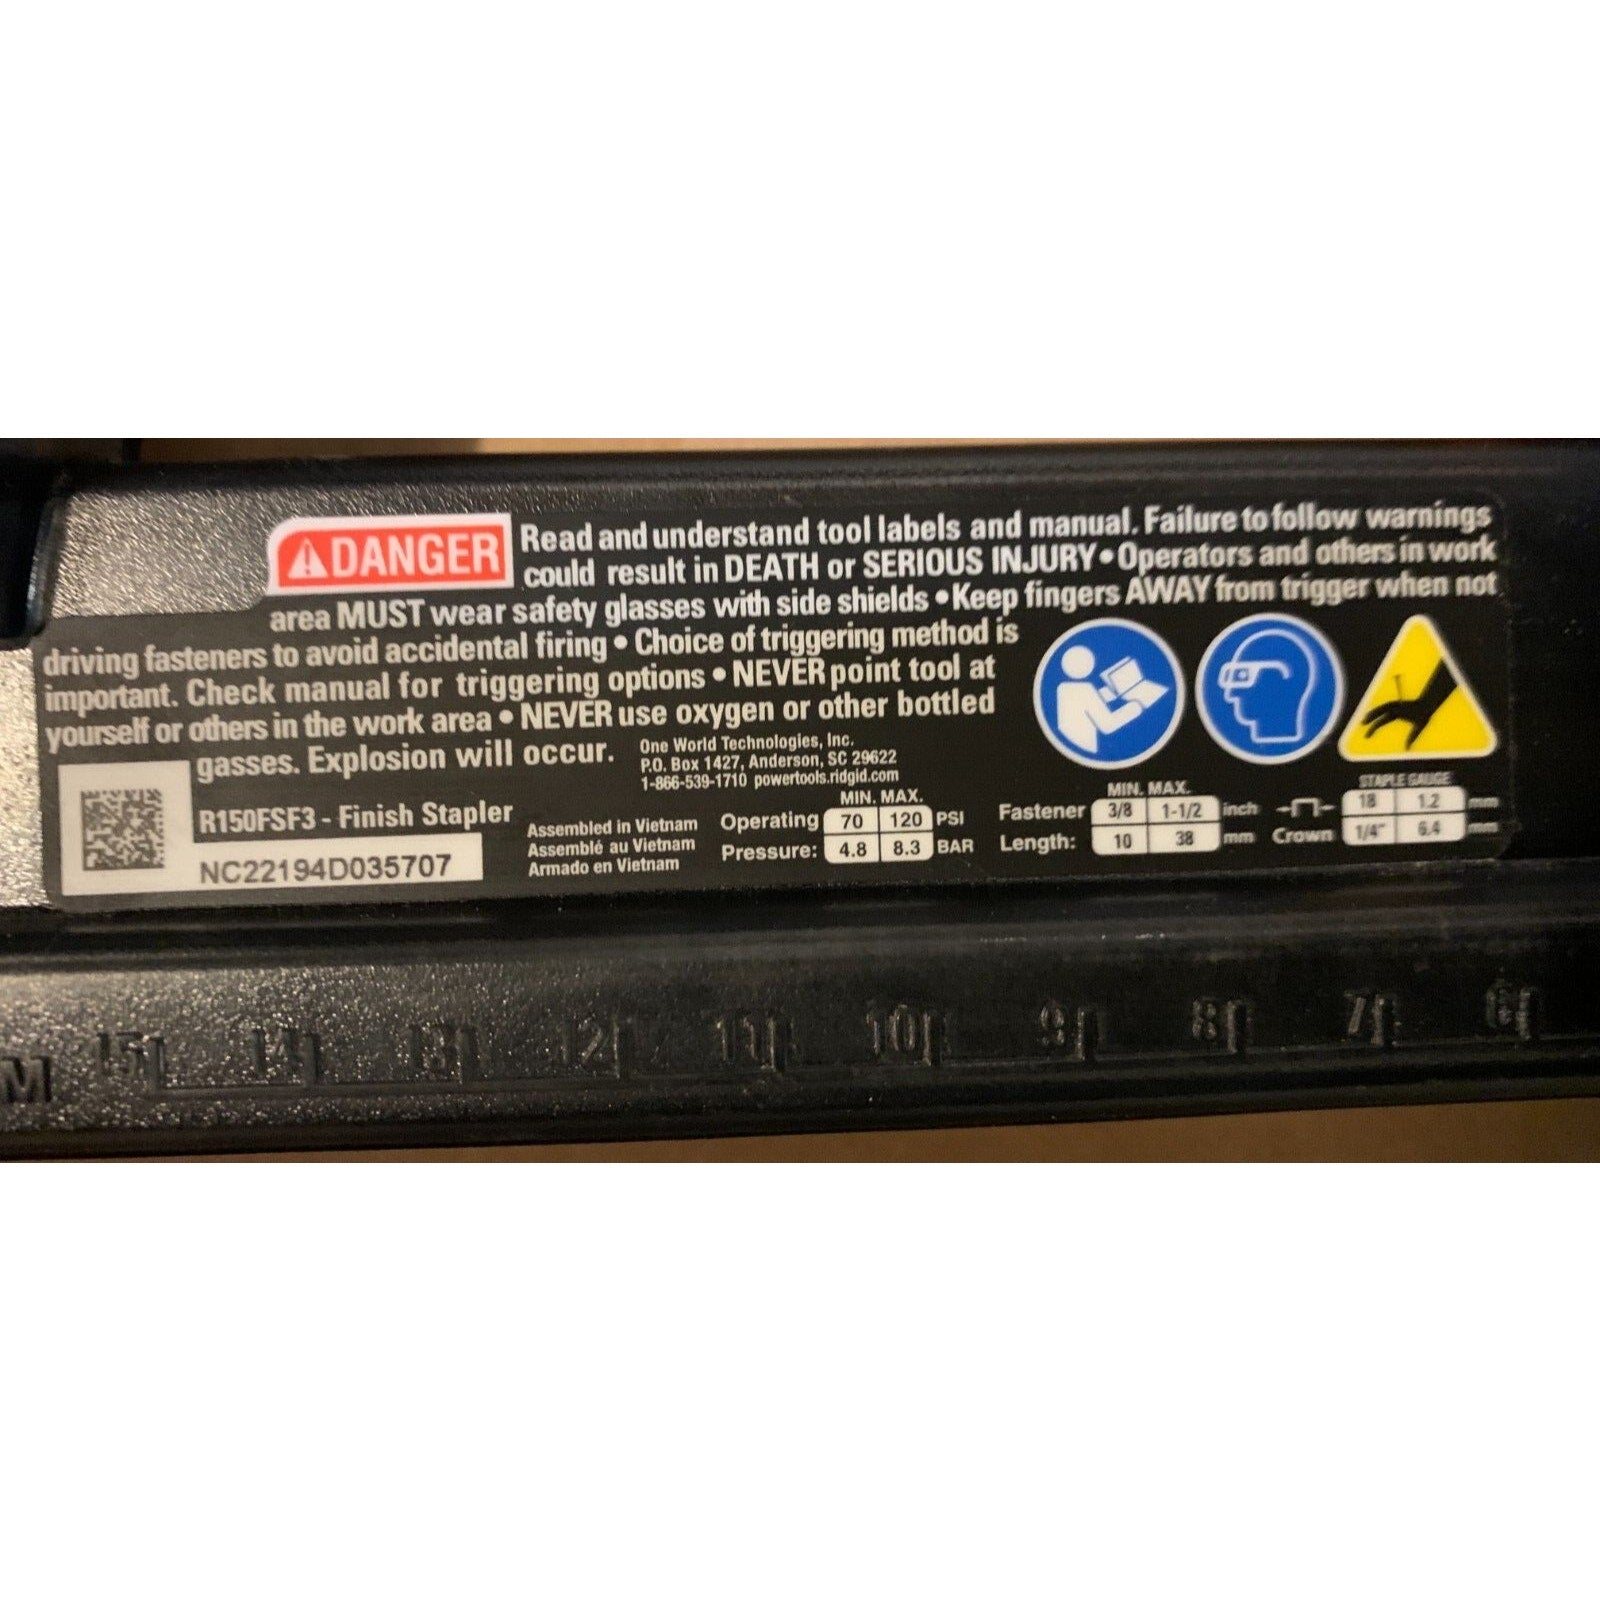 DANGER Read and understand tool labels and manual. Failure to follow warnings
could result in DEATH or SERIOUS INJURY • Operators and others in work
area MUST wear safety glasses with side shields • Keep fingers AWAY from trigger when not
driving fasteners to avoid accidental firing • Choice of triggering method is
important. Check manual for triggering options • NEVER point tool at
yourself or others in the work area • NEVER use oxygen or other bottled
gasses. Explosion will occur.
One World Technologies, Inc.
P.O. Box 1427, Anderson, SC 29622
1-866-539-1710 powertools.ridgid.com
R150FSF3 - Finish Stapler
NC22194D035707
Assembled in Vietnam
Assemblé au Vietnam
Armado en Vietnam
MIN. MAX.
Operating 70 120 PSI
Pressure: 4.8 8.3 BAR
MIN. MAX.
Fastener 3/8 1-1/2 inch
Length: 10 38 mm
STAPLE GAUGE
18 1.2 mm
Crown 1/4" 6.4 mm
M 15 14 13 12 11 10 9 8 7 6